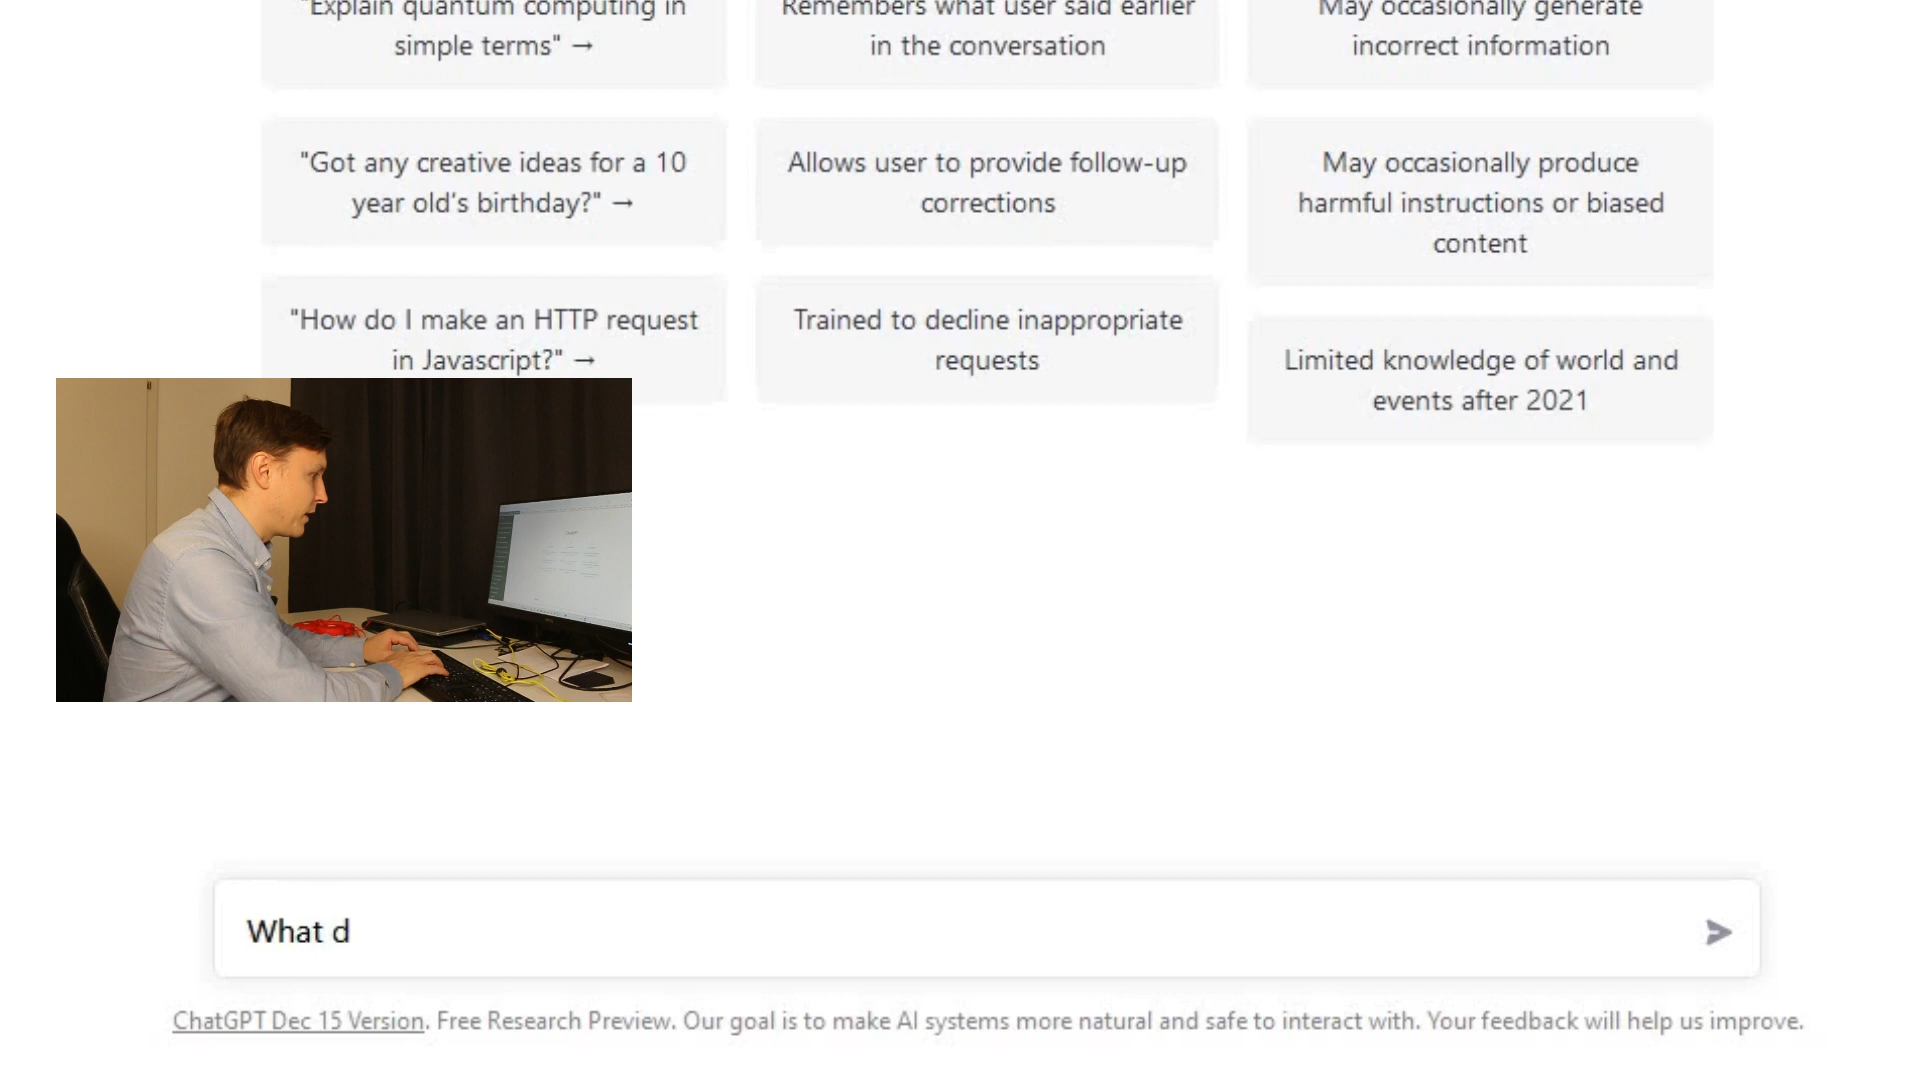 "Explain quantum computing in
simple terms" →
"Got any creative ideas for a 10
year old's birthday?" →
"How do I make an HTTP request
in Javascript?" →
Remembers what user said earlier
in the conversation
Allows user to provide follow-up
corrections
Trained to decline inappropriate
requests
May occasionally generate
incorrect information
May occasionally produce
harmful instructions or biased
content
Limited knowledge of world and
events after 2021
What d
ChatGPT Dec 15 Version. Free Research Preview. Our goal is to make AI systems more natural and safe to interact with. Your feedback will help us improve.